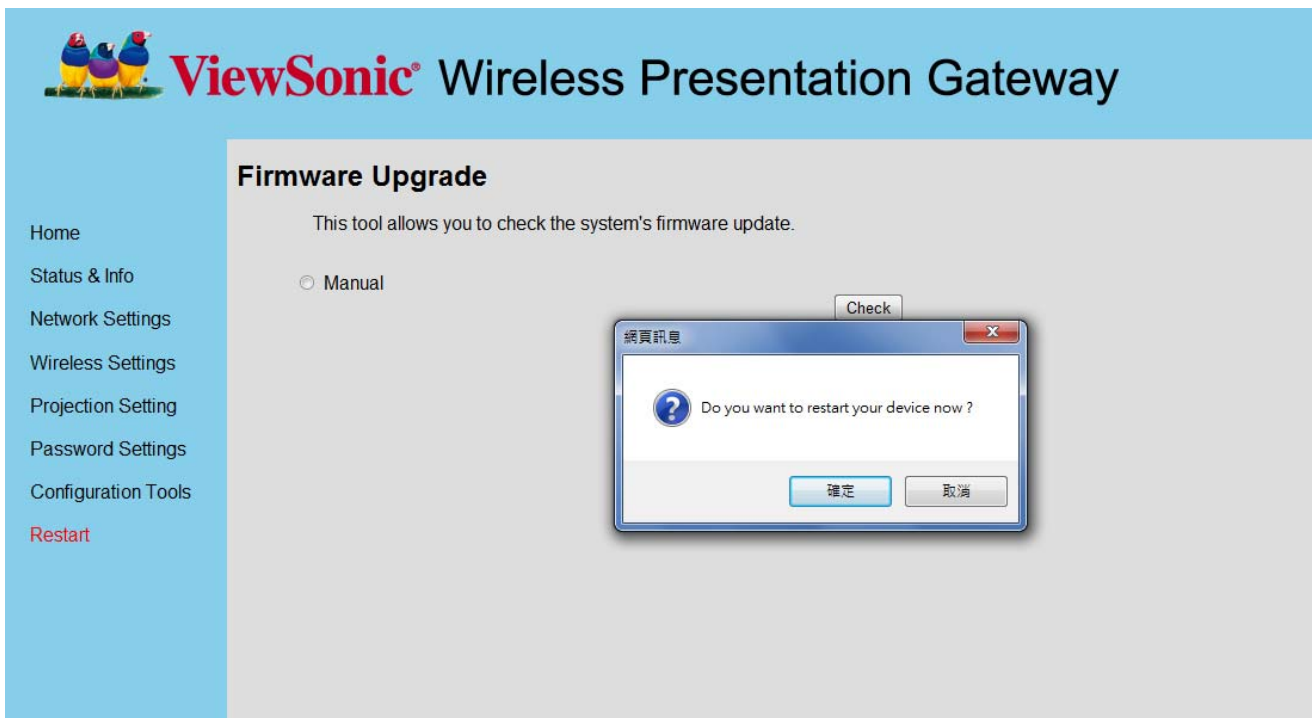 ViewSonic® Wireless Presentation Gateway
Firmware Upgrade
This tool allows you to check the system's firmware update.
Home
Status & Info
Network Settings
Wireless Settings
Projection Setting
Password Settings
Configuration Tools
Restart
Manual
Check
網頁訊息
Do you want to restart your device now ?
確定
取消